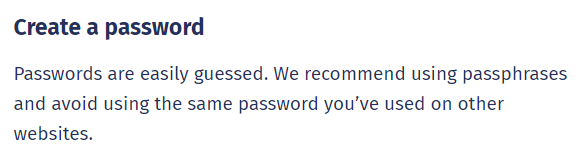 Create a password
Passwords are easily guessed. We recommend using passphrases
and avoid using the same password you’ve used on other
websites.